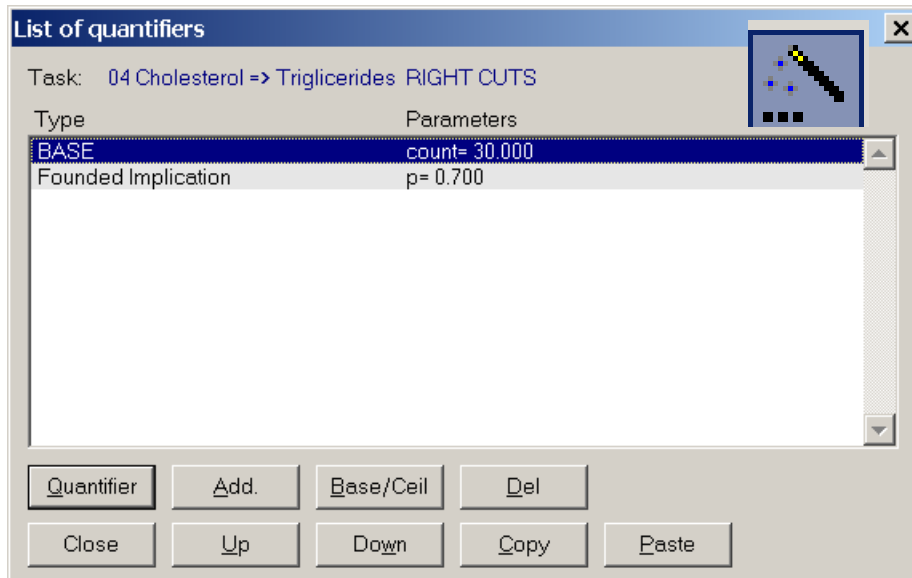 List of quantifiers
Task: 04 Cholesterol => Triglicerides RIGHT CUTS
Type Parameters
BASE count= 30.000
Founded Implication p= 0.700
Quantifier Add. Base/Ceil Del
Close Up Down Copy Paste